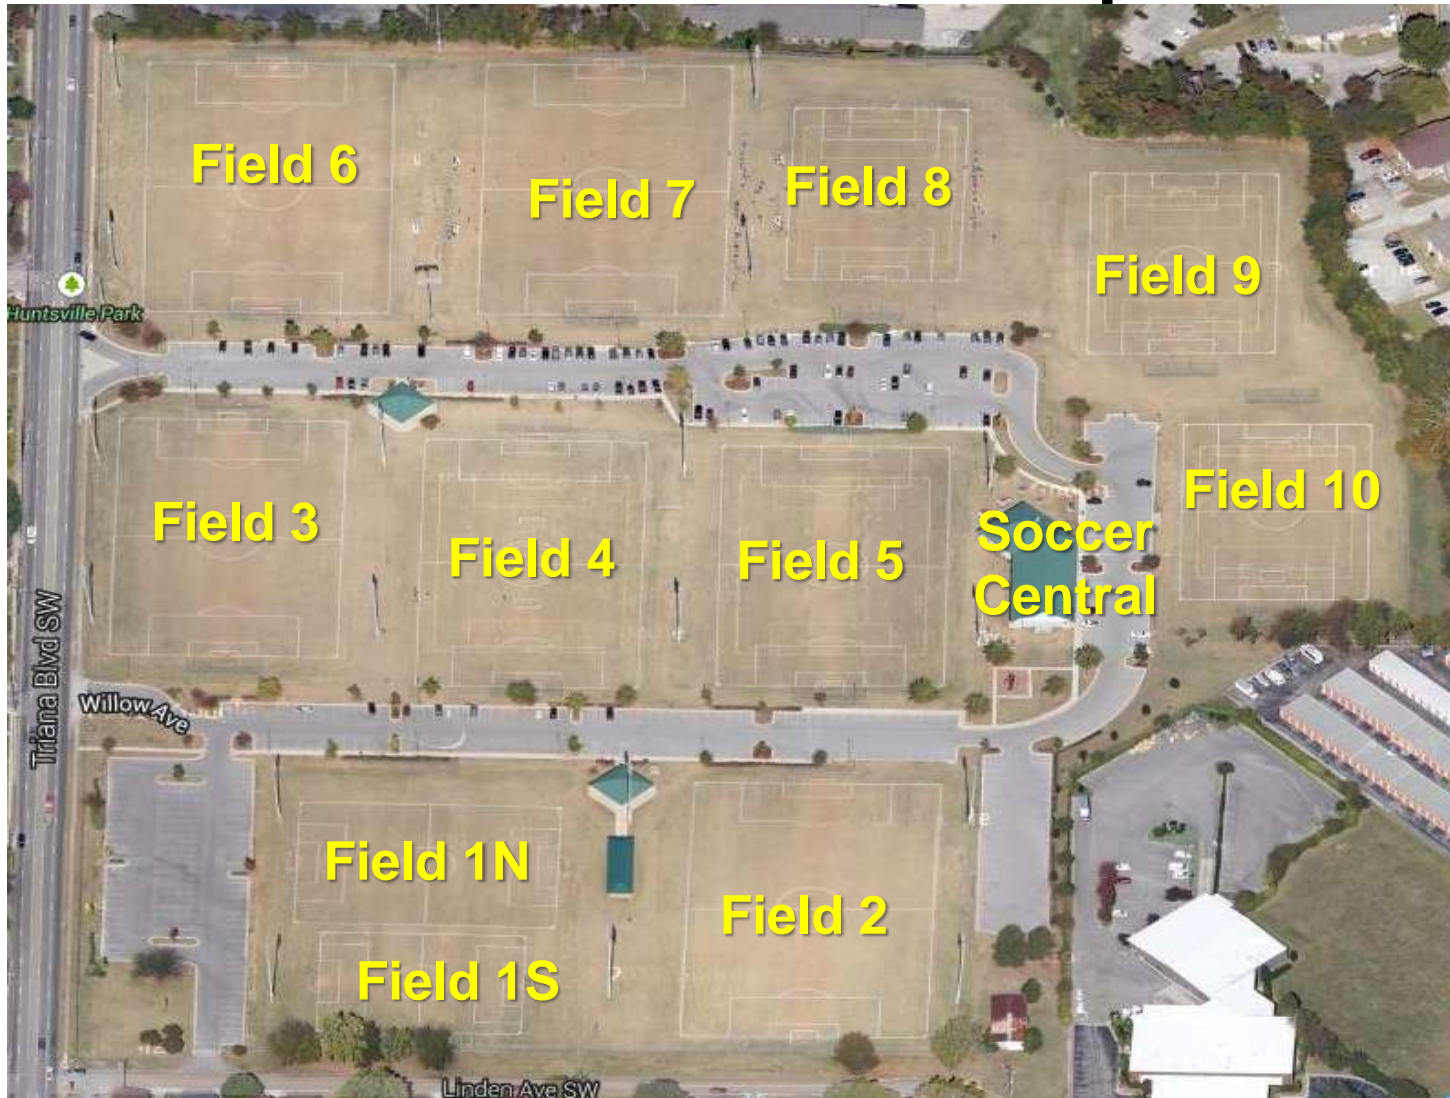 Field 6
Field 7
Field 8
Field 9
Huntsville Park
Field 3
Field 4
Field 5
Soccer
Central
Field 10
Triana Blvd SW
Willow Ave
Field 1N
Field 2
Field 1S
Linden Ave SW